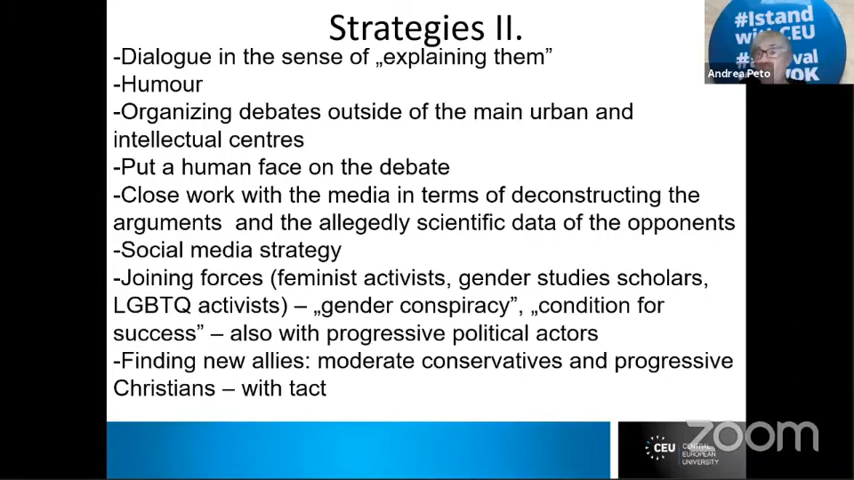 Strategies II.
-Dialogue in the sense of „explaining them”
-Humour
-Organizing debates outside of the main urban and
intellectual centres
-Put a human face on the debate
-Close work with the media in terms of deconstructing the
arguments and the allegedly scientific data of the opponents
-Social media strategy
-Joining forces (feminist activists, gender studies scholars,
LGBTQ activists) – „gender conspiracy”, „condition for
success” – also with progressive political actors
-Finding new allies: moderate conservatives and progressive
Christians – with tact
#Istand
with CEU
Andrea Peto
CEU
CENTRAL
EUROPEAN
UNIVERSITY
zoom